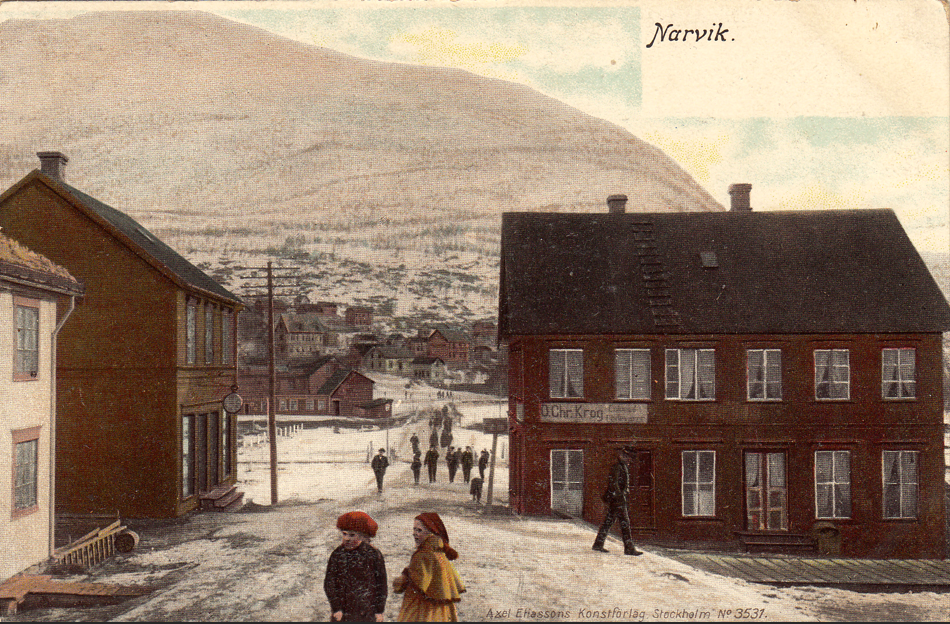 Narvik.
O. Chr. Krog
„Axel Eliassons Konstförlag, Stockholm" No 3531.